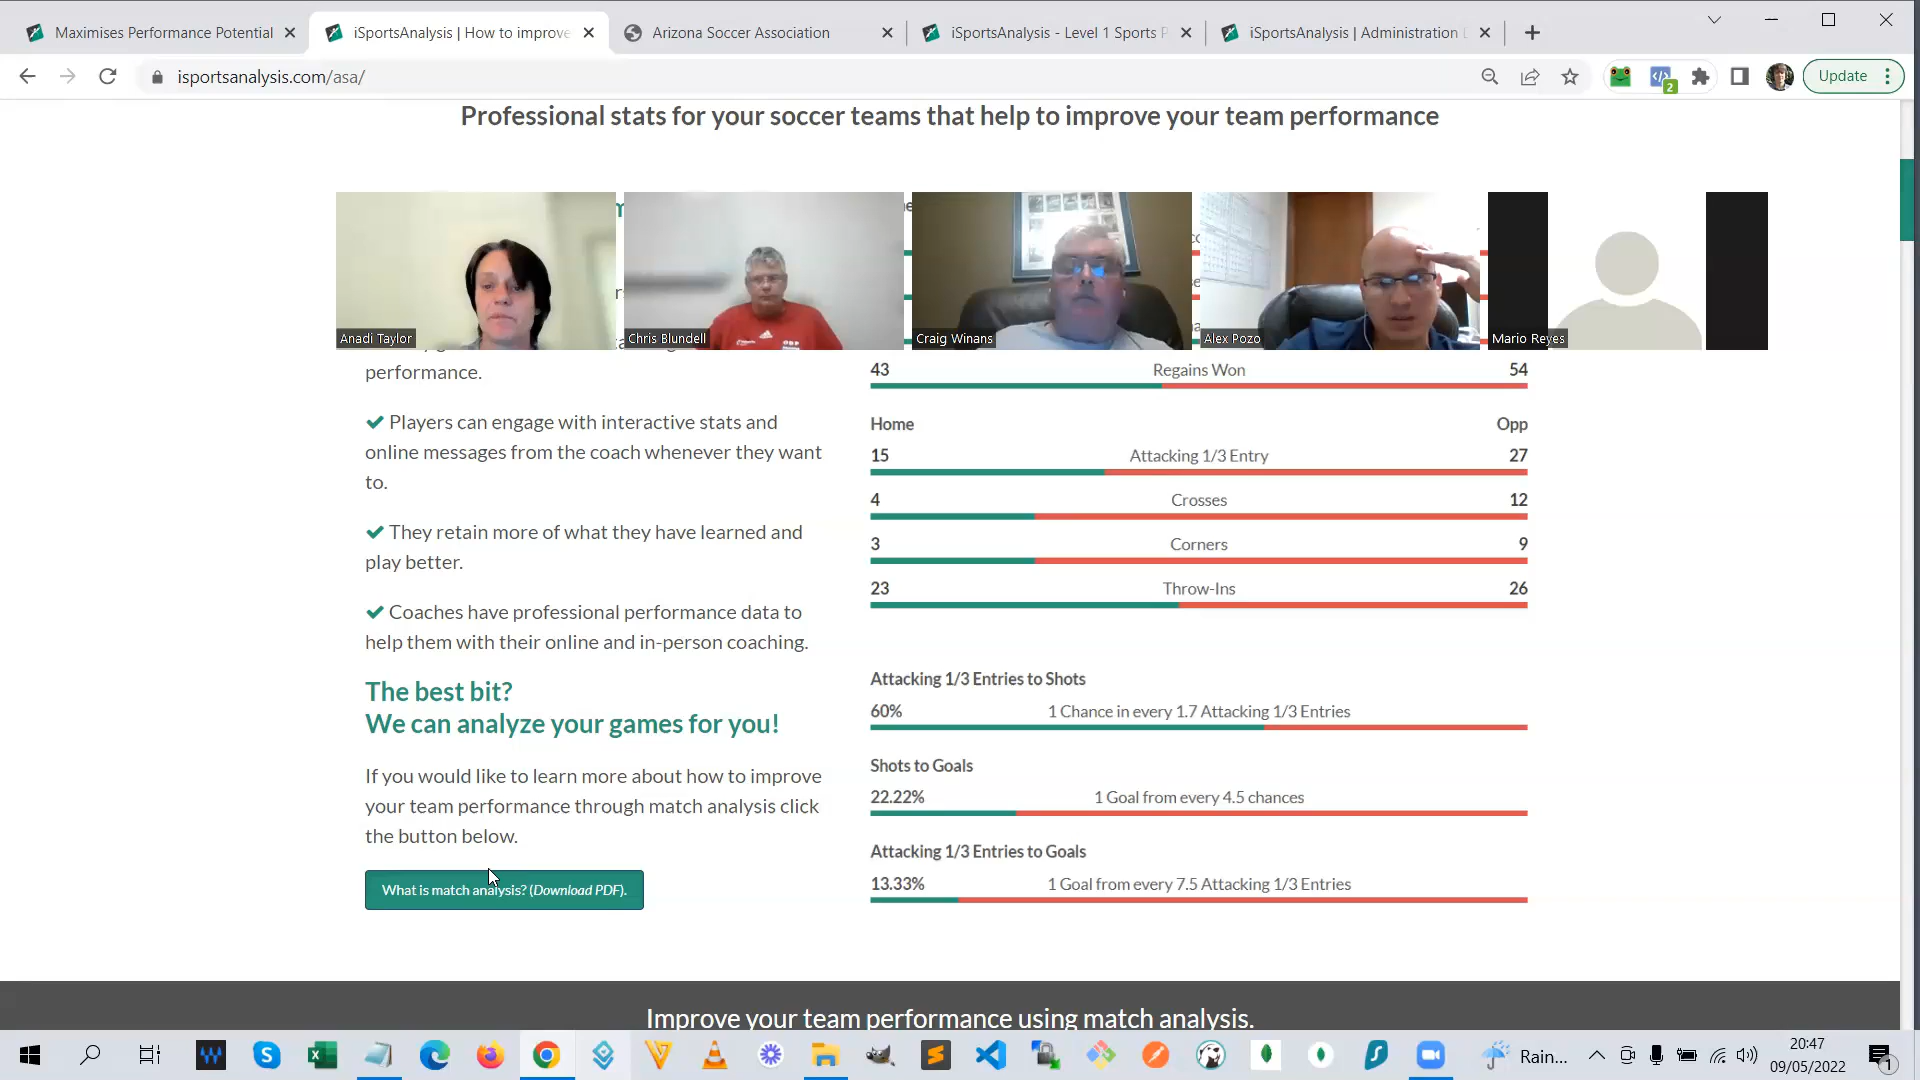 Maximises Performance Potential
iSportsAnalysis | How to improve
Arizona Soccer Association
iSportsAnalysis - Level 1 Sports P
iSportsAnalysis | Administration
isportsanalysis.com/asa/
2
Update
Professional stats for your soccer teams that help to improve your team performance
Anadi Taylor
Chris Blundell
Craig Winans
Alex Pozo
Mario Reyes
performance.
Players can engage with interactive stats and
online messages from the coach whenever they want
to.
They retain more of what they have learned and
play better.
Coaches have professional performance data to
help them with their online and in-person coaching.
The best bit?
We can analyze your games for you!
If you would like to learn more about how to improve
your team performance through match analysis click
the button below.
What is match analysis? (Download PDF).
43 Regains Won 54
Home Opp
15 Attacking 1/3 Entry 27
4 Crosses 12
3 Corners 9
23 Throw-Ins 26
Attacking 1/3 Entries to Shots
60% 1 Chance in every 1.7 Attacking 1/3 Entries
Shots to Goals
22.22% 1 Goal from every 4.5 chances
Attacking 1/3 Entries to Goals
13.33% 1 Goal from every 7.5 Attacking 1/3 Entries
Improve your team performance using match analysis.
Rain...
20:47
09/05/2022
1